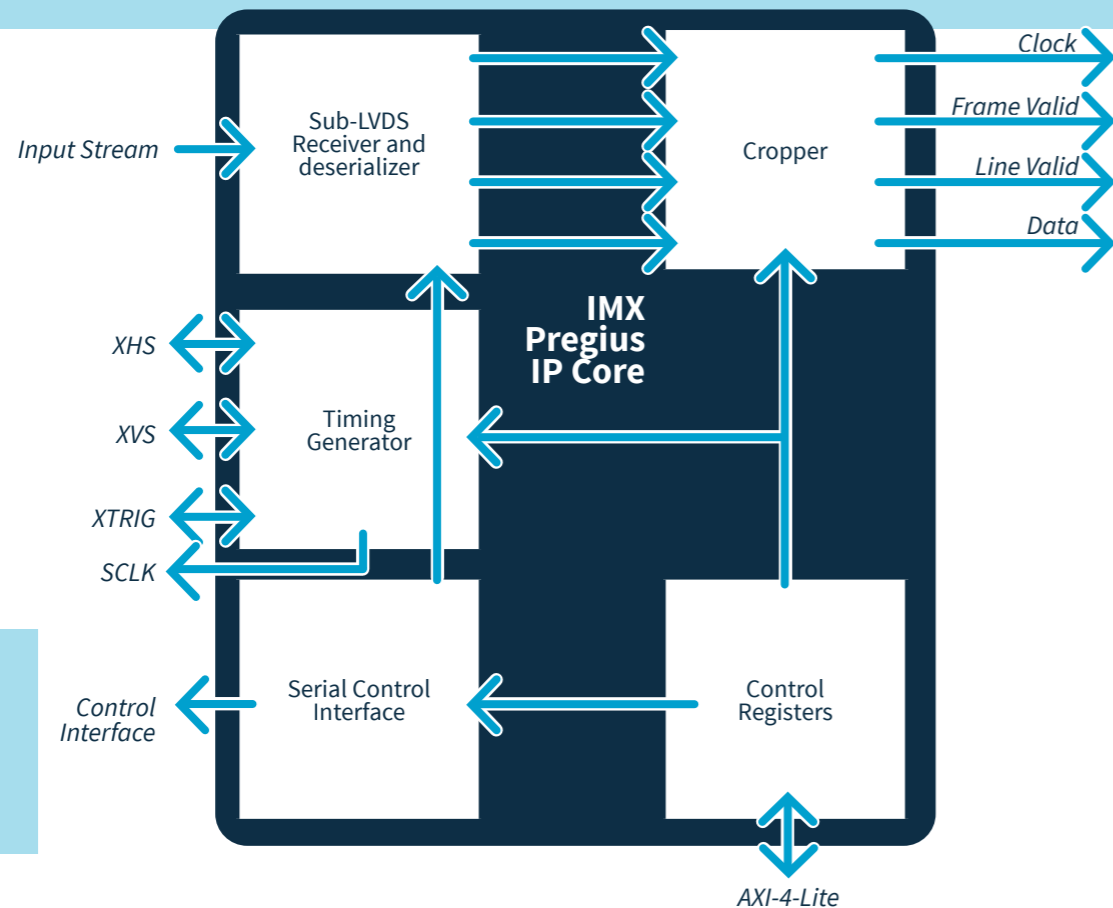 Clock
Frame Valid
Line Valid
Data
Input Stream
Sub-LVDS
Receiver and
deserializer
Cropper
IMX
Pregius
IP Core
XHS
XVS
XTRIG
SCLK
Timing
Generator
Control
Interface
Serial Control
Interface
Control
Registers
AXI-4-Lite